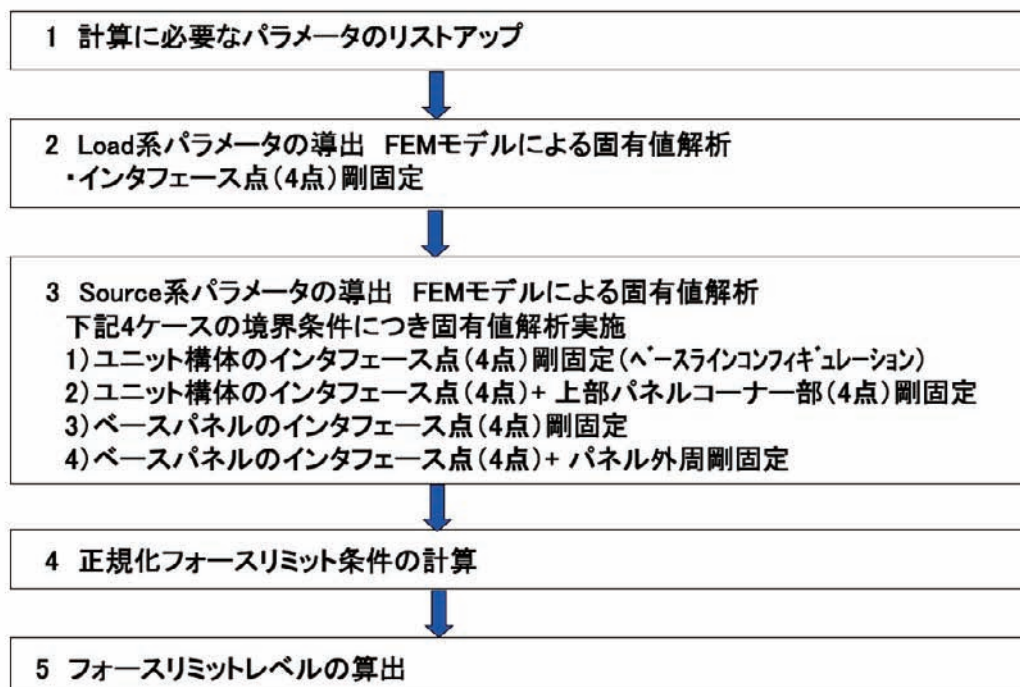 1 計算に必要なパラメータのリストアップ
2 Load系パラメータの導出 FEMモデルによる固有値解析
・インタフェース点(4点)剛固定
3 Source系パラメータの導出 FEMモデルによる固有値解析
下記4ケースの境界条件につき固有値解析実施
1)ユニット構体のインタフェース点(4点)剛固定(ﾍﾞｰｽﾗｲﾝｺﾝﾌｨｷﾞｭﾚｰｼｮﾝ)
2)ユニット構体のインタフェース点(4点)+ 上部パネルコーナー部(4点)剛固定
3)ベースパネルのインタフェース点(4点)剛固定
4)ベースパネルのインタフェース点(4点)+ パネル外周剛固定
4 正規化フォースリミット条件の計算
5 フォースリミットレベルの算出